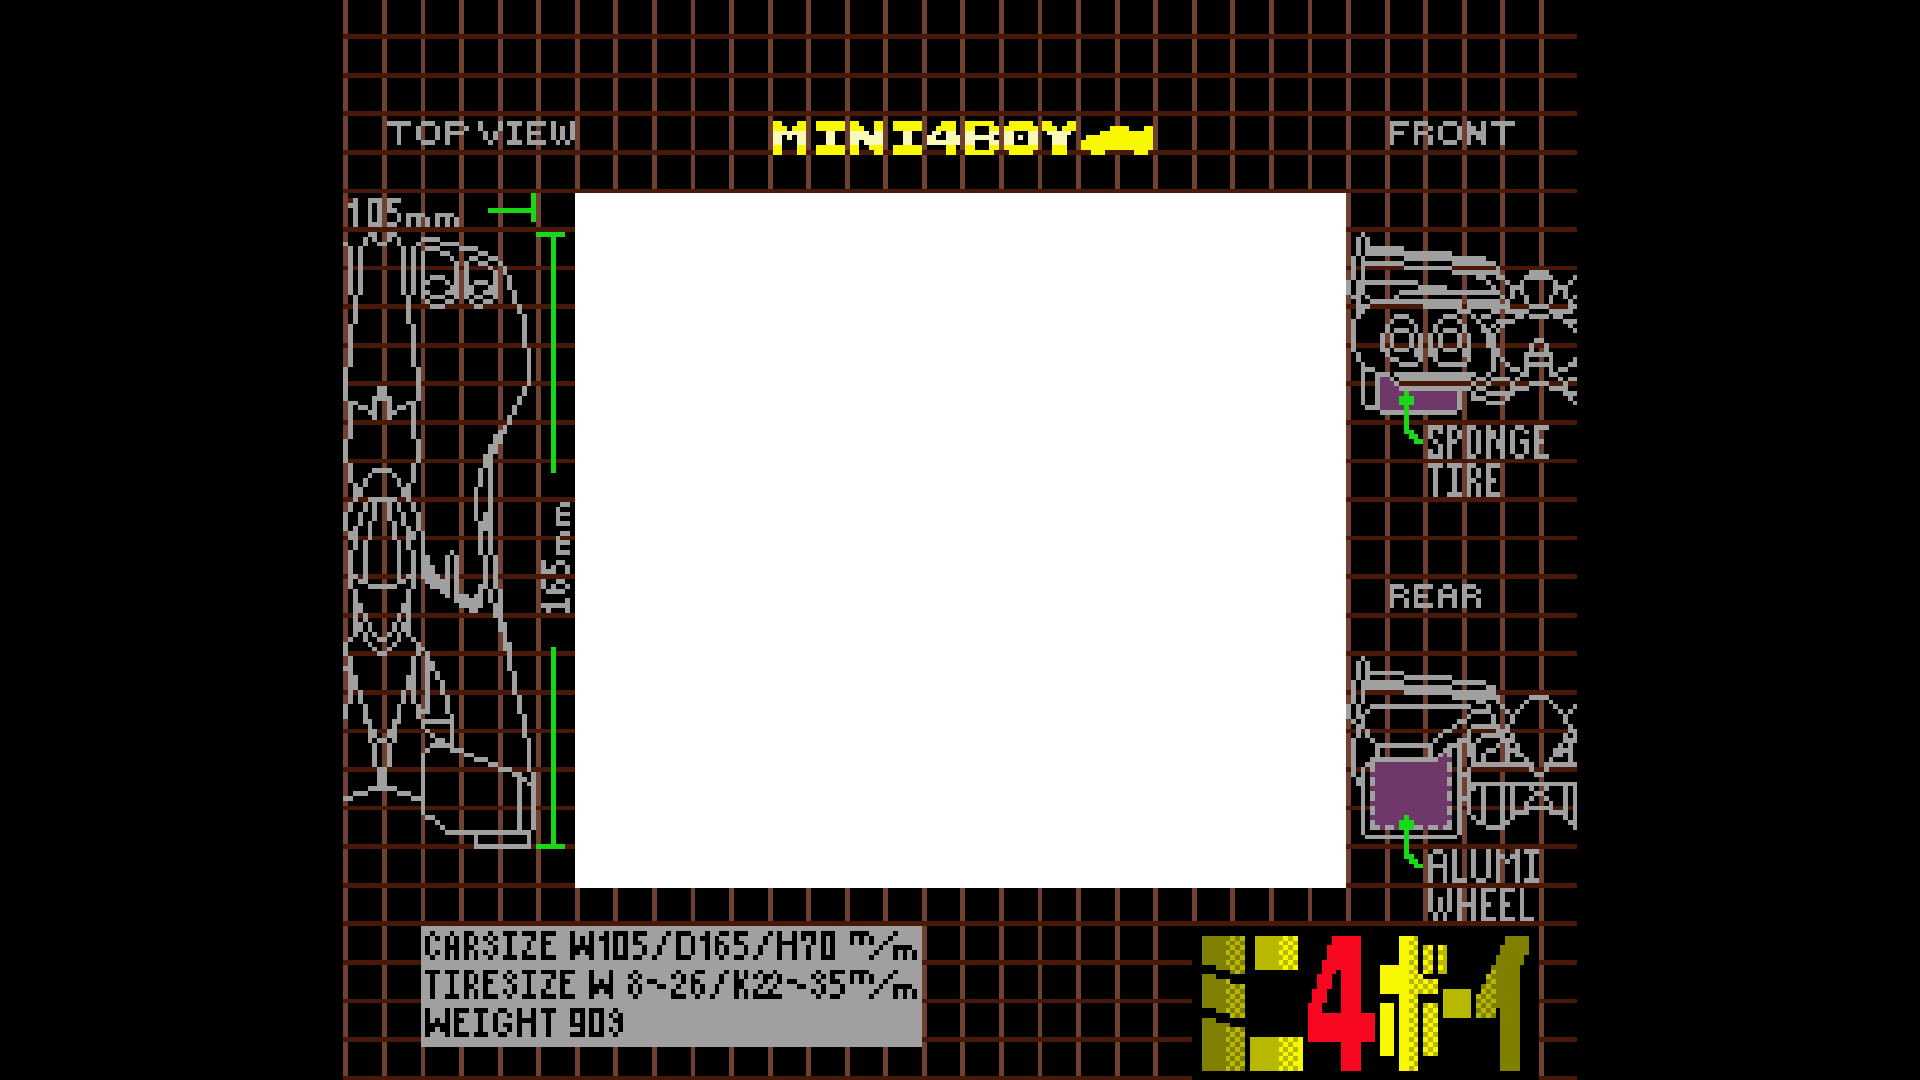 TOP VIEW
MINI4BOY
FRONT
105mm
165mm
SPONGE
TIRE
REAR
ALUMI
WHEEL
CARSIZE W105/D165/H70 m/m
TIRESIZE W 8~26/K22~35m/m
WEIGHT 90g
ミニ4ボーイ